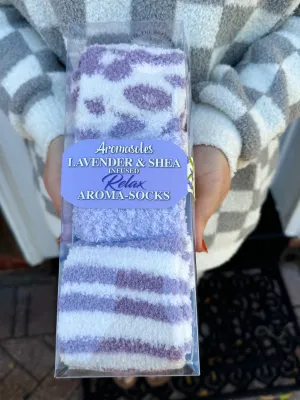 Aromasoles
LAVENDER & SHEA
INFUSED
Relax
AROMA-SOCKS